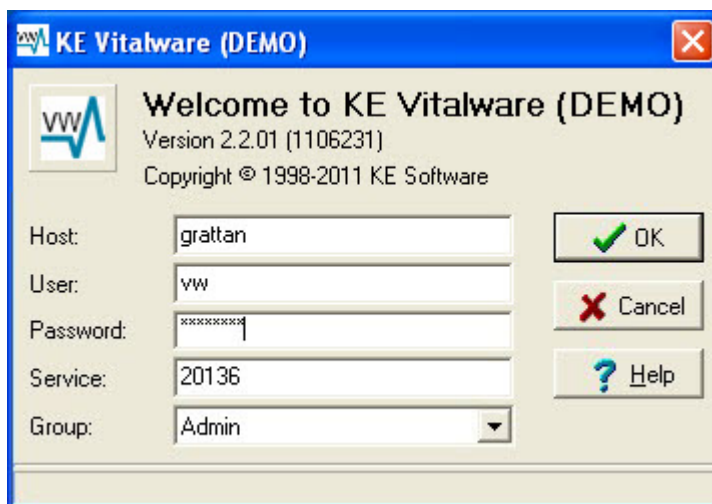 KE Vitalware (DEMO)
VW
Welcome to KE Vitalware (DEMO)
Version 2.2.01 (1106231)
Copyright © 1998-2011 KE Software
Host: grattan
User: vw
Password: ********
Service: 20136
Group: Admin
OK
Cancel
Help